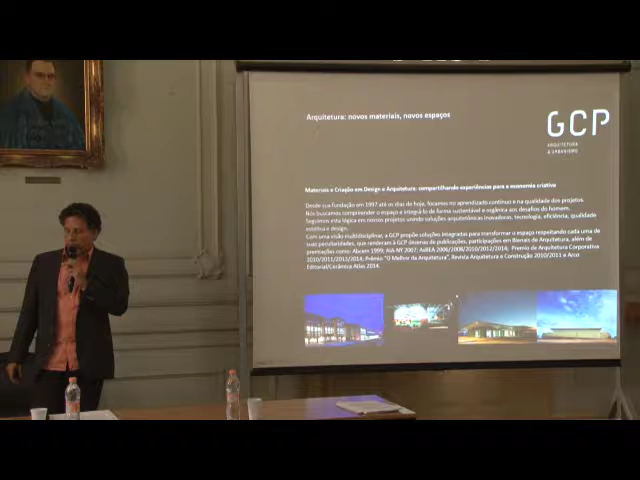 Arquitetura: novos materiais, novos espaços
GCP
ARQUITETURA
& URBANISMO
Materiais e Criação em Design e Arquitetura: compartilhando experiências para a economia criativa
Desde sua fundação em 1997 até os dias de hoje, focamos no aprendizado contínuo e na qualidade dos projetos.
Nós buscamos compreender o espaço e integrá-lo de forma sustentável e orgânica aos desafios do homem.
Seguimos esta lógica em nossos projetos unindo soluções arquitetônicas inovadoras, tecnologia, eficiência, qualidade
estética e design.
Com uma visão multidisciplinar, a GCP propõe soluções integradas para transformar o espaço respeitando cada uma de
suas peculiaridades, que renderam à GCP dezenas de publicações, participações em Bienais de Arquitetura, além de
premiações como: 1999; AIA-NY 2007; AsBEA 2006/2008/2010/2012/2014; Premio de Arquitetura Corporativa
2010/2011/2012/2014; Prêmio "O Melhor da Arquitetura", Revista Arquitetura e Construção 2010/2011 e Arco
Editorial/Cerâmica Atlas 2014.